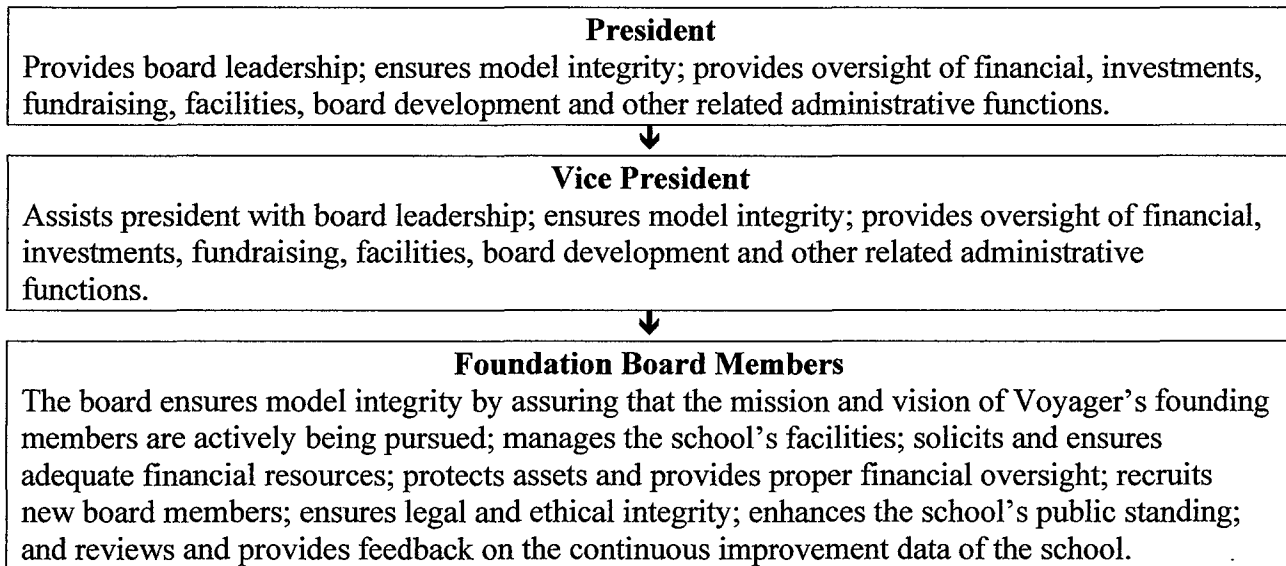 President
Provides board leadership; ensures model integrity; provides oversight of financial, investments,
fundraising, facilities, board development and other related administrative functions.
Vice President
Assists president with board leadership; ensures model integrity; provides oversight of financial,
investments, fundraising, facilities, board development and other related administrative
functions.
Foundation Board Members
The board ensures model integrity by assuring that the mission and vision of Voyager's founding
members are actively being pursued; manages the school's facilities; solicits and ensures
adequate financial resources; protects assets and provides proper financial oversight; recruits
new board members; ensures legal and ethical integrity; enhances the school's public standing;
and reviews and provides feedback on the continuous improvement data of the school.